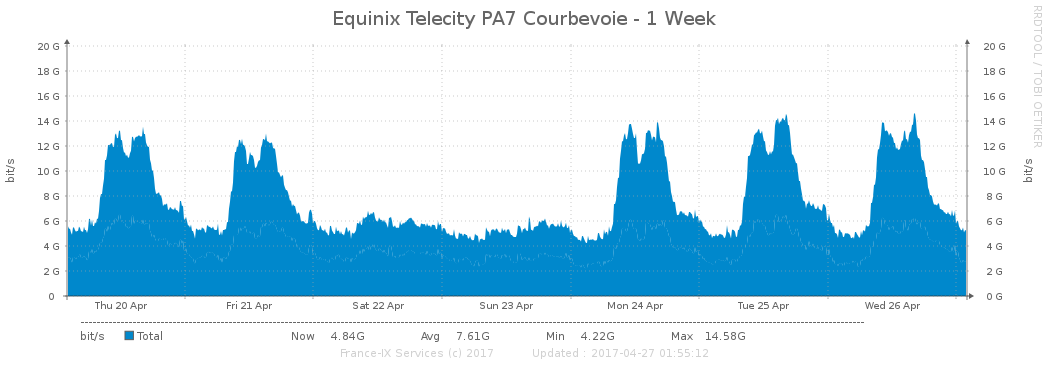 Equinix Telecity PA7 Courbevoie - 1 Week
RRDTOOL / TOBI OETIKER
bit/s
20 G
18 G
16 G
14 G
12 G
10 G
8 G
6 G
4 G
2 G
0
20 G
18 G
16 G
14 G
12 G
10 G
8 G
6 G
4 G
2 G
0 G
bit/s
Thu 20 Apr Fri 21 Apr Sat 22 Apr Sun 23 Apr Mon 24 Apr Tue 25 Apr Wed 26 Apr
bit/s Total Now 4.84G Avg 7.61G Min 4.22G Max 14.58G
France-IX Services (c) 2017 Updated : 2017-04-27 01:55:12